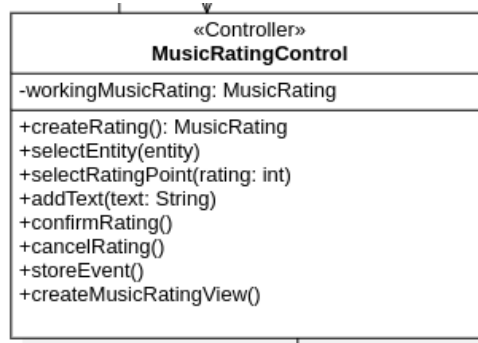 «Controller»
MusicRatingControl
-workingMusicRating: MusicRating
+createRating(): MusicRating
+selectEntity(entity)
+selectRatingPoint(rating: int)
+addText(text: String)
+confirmRating()
+cancelRating()
+storeEvent()
+createMusicRatingView()